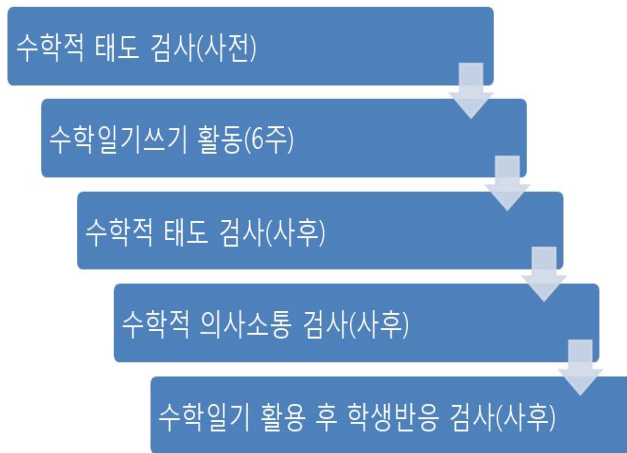 수학적 태도 검사(사전)
수학일기쓰기 활동(6주)
수학적 태도 검사(사후)
수학적 의사소통 검사(사후)
수학일기 활용 후 학생반응 검사(사후)